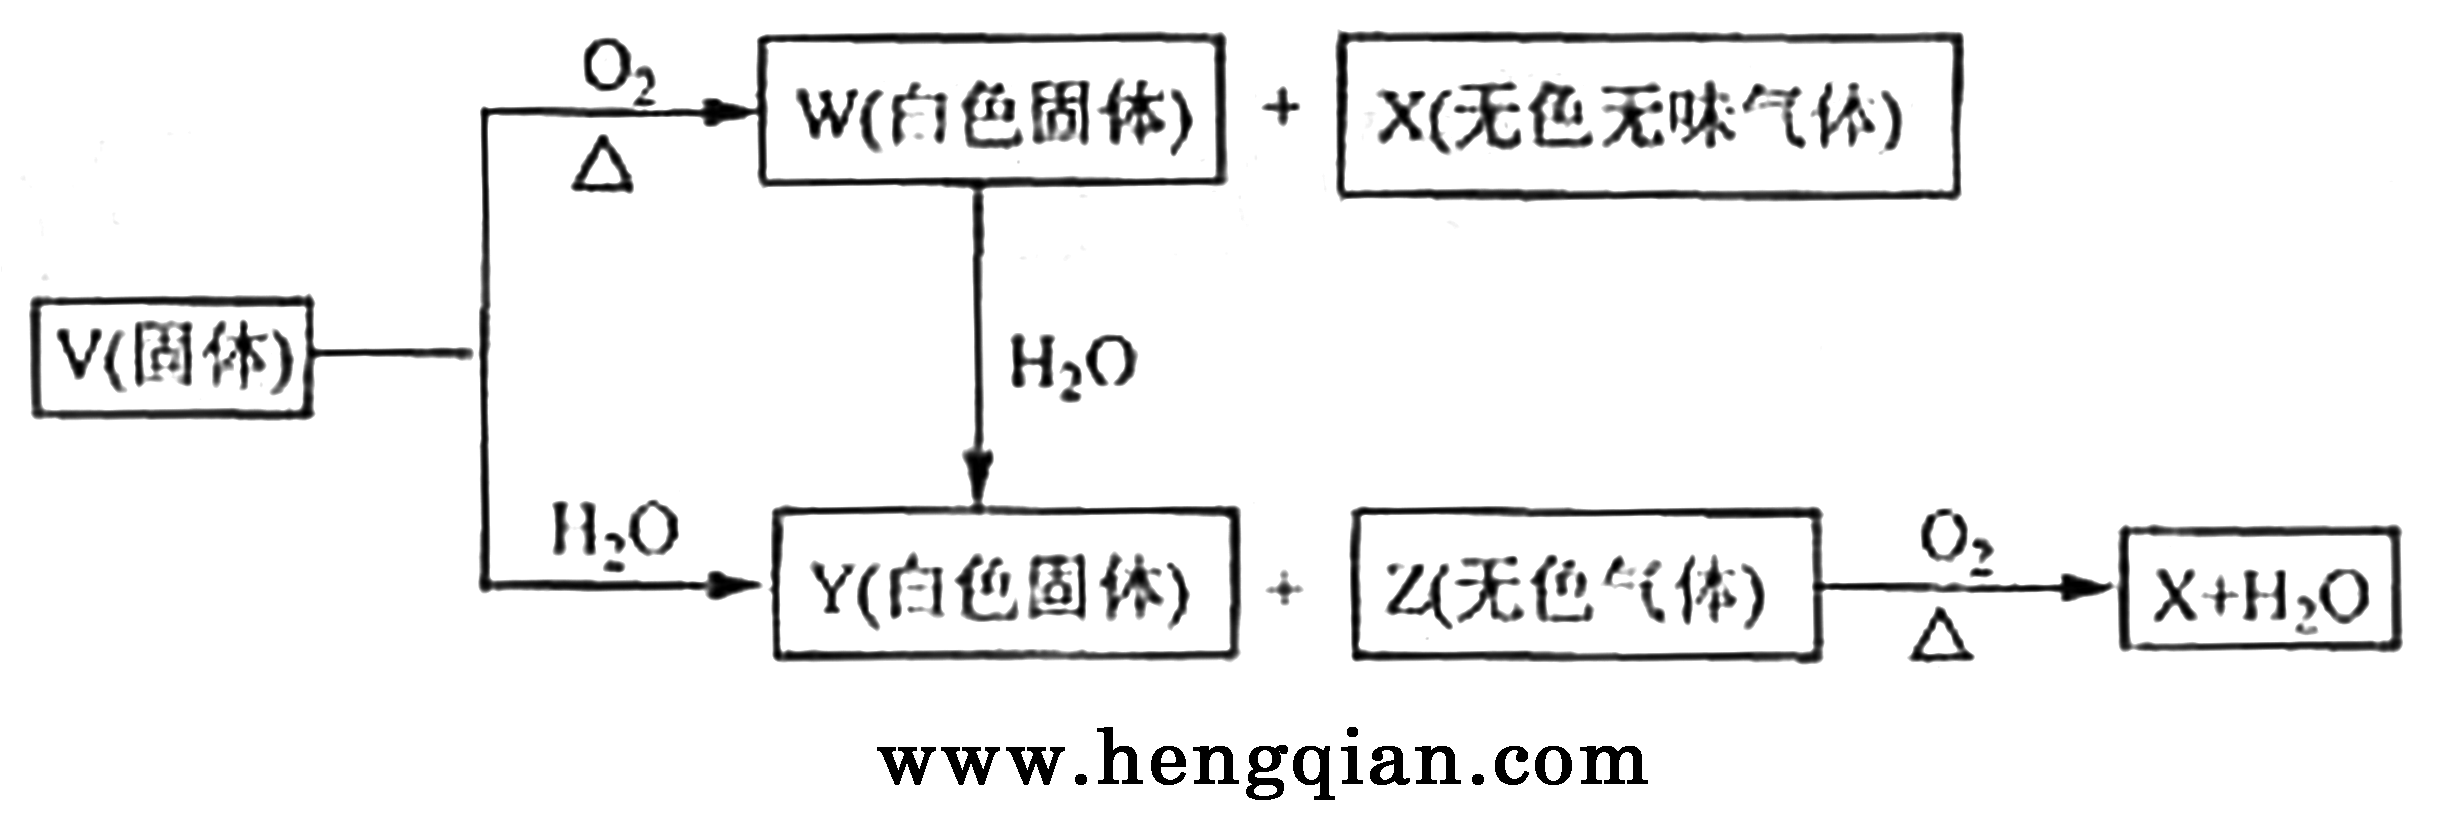 O₂
△
W(白色固体) + X(无色无味气体)
V(固体)
H₂O
H₂O
Y(白色固体) + Z(无色气体)
O₂
△
X+H₂O
www.hengqian.com